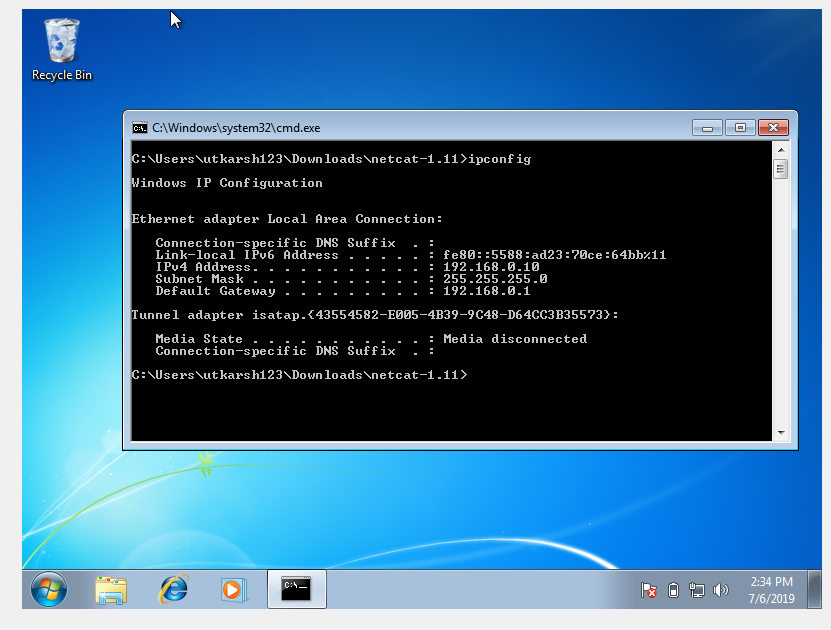 Recycle Bin
C:\Windows\system32\cmd.exe
C:\Users\utkarsh123\Downloads\netcat-1.11>ipconfig
Windows IP Configuration
Ethernet adapter Local Area Connection:
Connection-specific DNS Suffix  . :
Link-local IPv6 Address . . . . . : fe80::5588:ad23:70ce:64bb%11
IPv4 Address. . . . . . . . . . . : 192.168.0.10
Subnet Mask . . . . . . . . . . . : 255.255.255.0
Default Gateway . . . . . . . . . : 192.168.0.1
Tunnel adapter isatap.{43554582-E005-4B39-9C48-D64CC3B35573}:
Media State . . . . . . . . . . . : Media disconnected
Connection-specific DNS Suffix  . :
C:\Users\utkarsh123\Downloads\netcat-1.11>
2:34 PM
7/6/2019